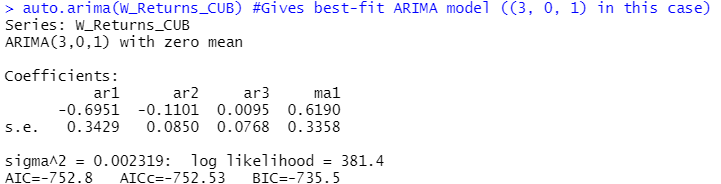 > auto.arima(W_Returns_CUB) #Gives best-fit ARIMA model ((3, 0, 1) in this case)
Series: W_Returns_CUB
ARIMA(3,0,1) with zero mean
Coefficients:
ar1 ar2 ar3 ma1
-0.6951 -0.1101 0.0095 0.6190
s.e. 0.3429 0.0850 0.0768 0.3358
sigma^2 = 0.002319: log likelihood = 381.4
AIC=-752.8 AICc=-752.53 BIC=-735.5